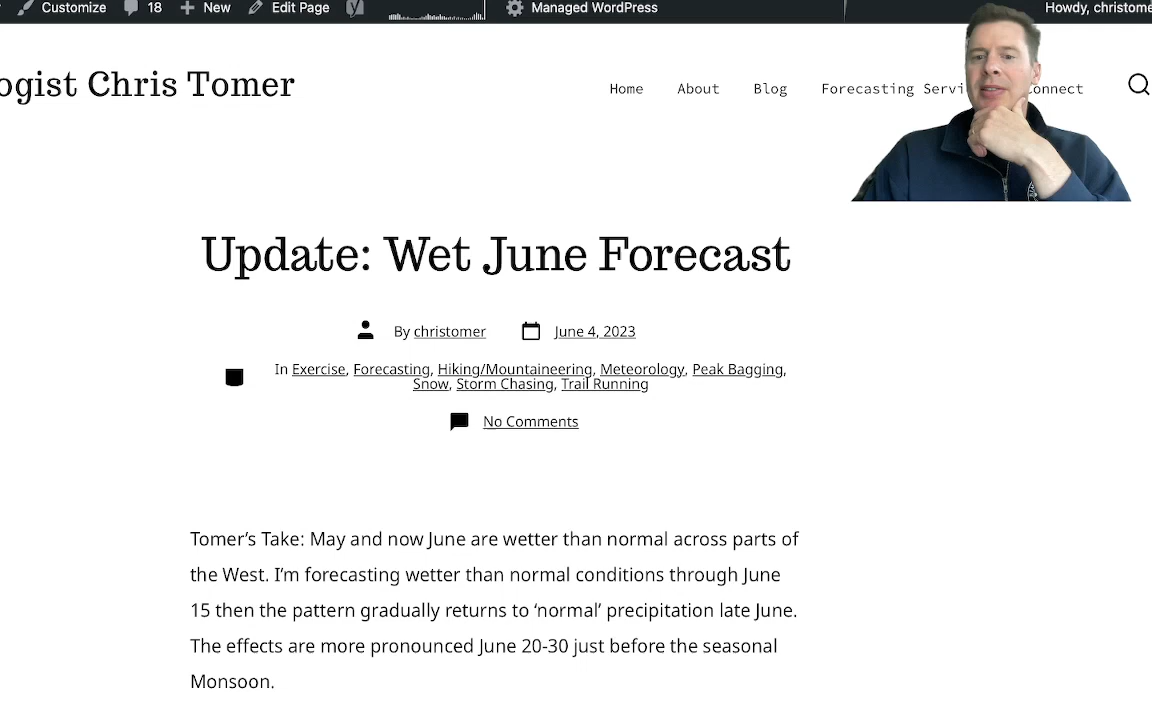 Customize 18 New Edit Page Managed WordPress Howdy, christome
ogist Chris Tomer
Home About Blog Forecasting Servi onnect
Update: Wet June Forecast
By christomer June 4, 2023
In Exercise, Forecasting, Hiking/Mountaineering, Meteorology, Peak Bagging,
Snow, Storm Chasing, Trail Running
No Comments
Tomer’s Take: May and now June are wetter than normal across parts of
the West. I’m forecasting wetter than normal conditions through June
15 then the pattern gradually returns to ‘normal’ precipitation late June.
The effects are more pronounced June 20-30 just before the seasonal
Monsoon.